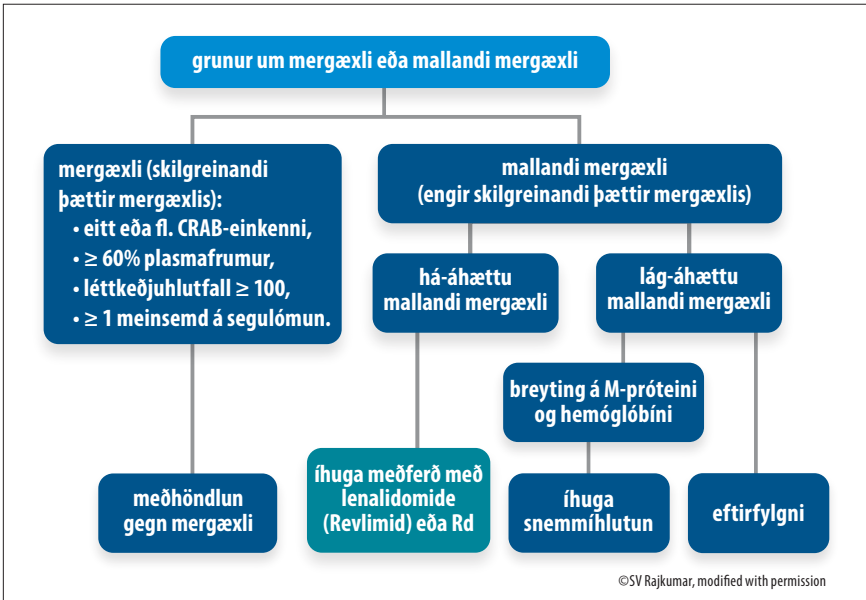 grunur um mergæxli eða mallandi mergæxli
mergæxli (skilgreinandi
þættir mergæxlis):
• eitt eða fl. CRAB-einkenni,
• ≥ 60% plasmafrumur,
• léttkeðjuhlutfall ≥ 100,
• ≥ 1 meinsemd á segulómun.
mallandi mergæxli
(engir skilgreinandi þættir mergæxlis)
há-áhættu
mallandi mergæxli
lág-áhættu
mallandi mergæxli
breyting á M-próteini
og hemóglóbíni
meðhöndlun
gegn mergæxli
íhuga meðferð með
lenalidomide
(Revlimid) eða Rd
íhuga
snemmíhlutun
eftirfylgni
©SV Rajkumar, modified with permission